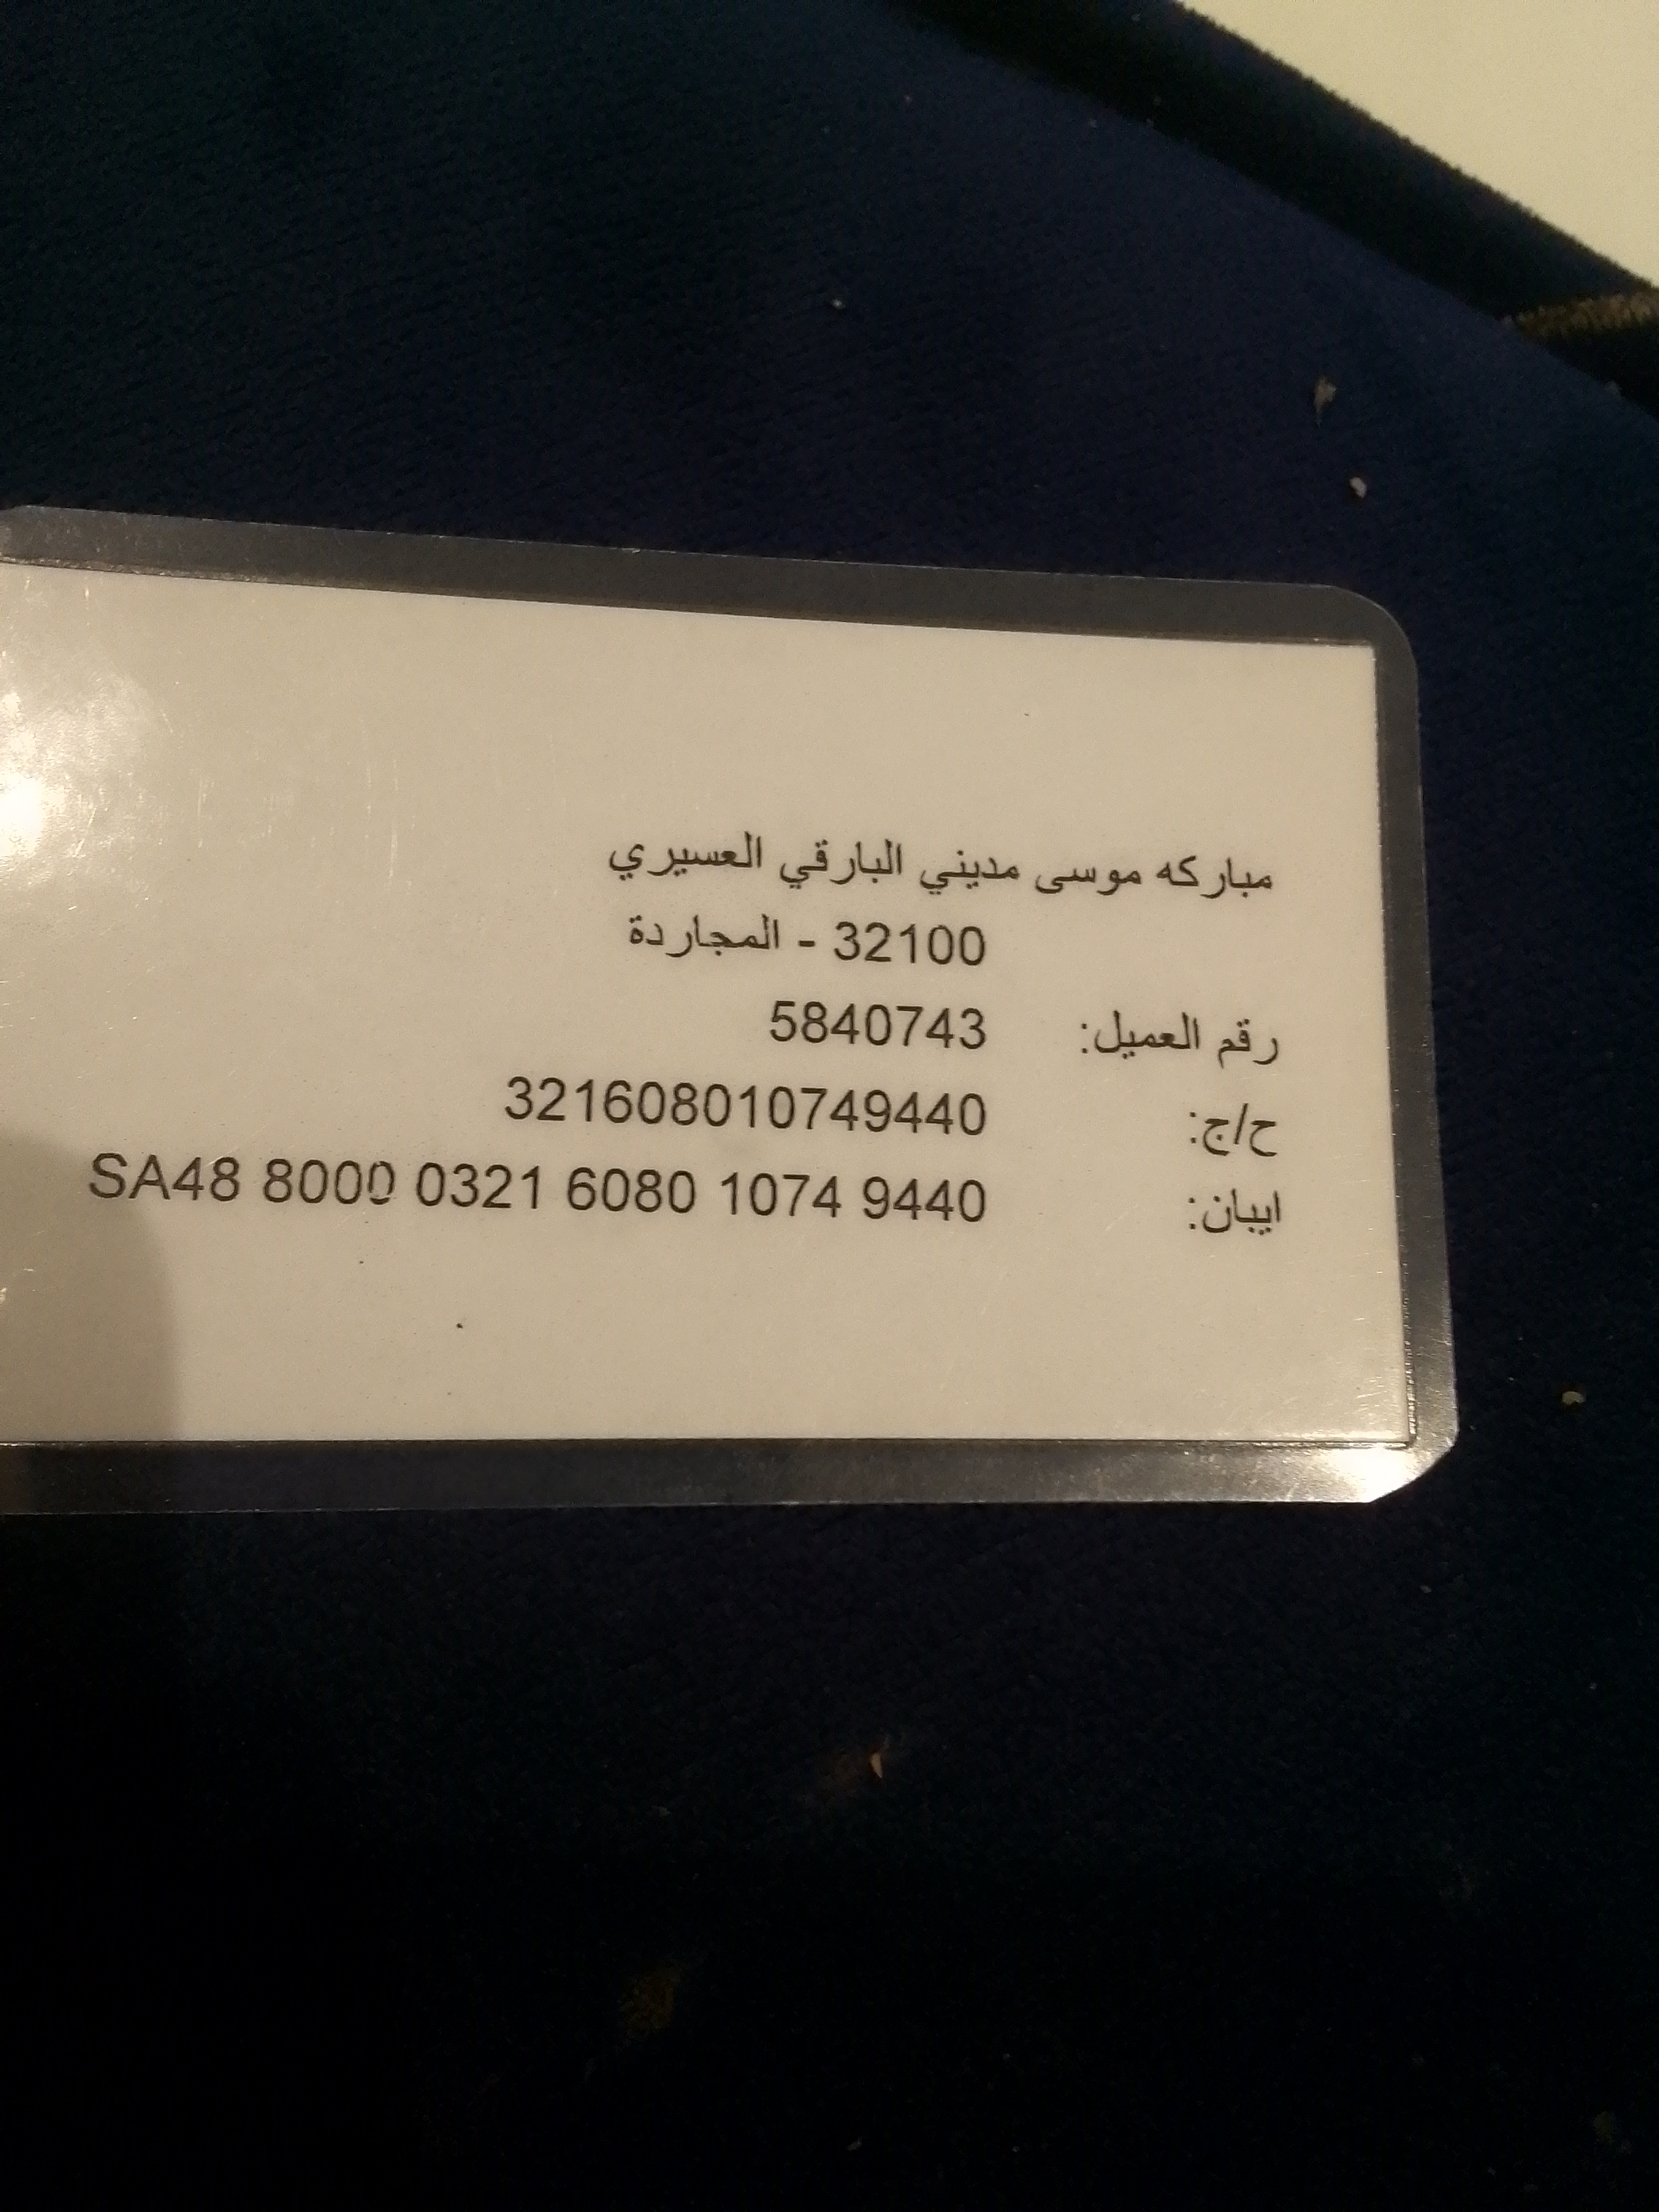 مباركه موسى مديني البارقي العسيري
32100 - المجاردة
رقم العميل: 5840743
ح/ج: 321608010749440
ايبان: SA48 8000 0321 6080 1074 9440